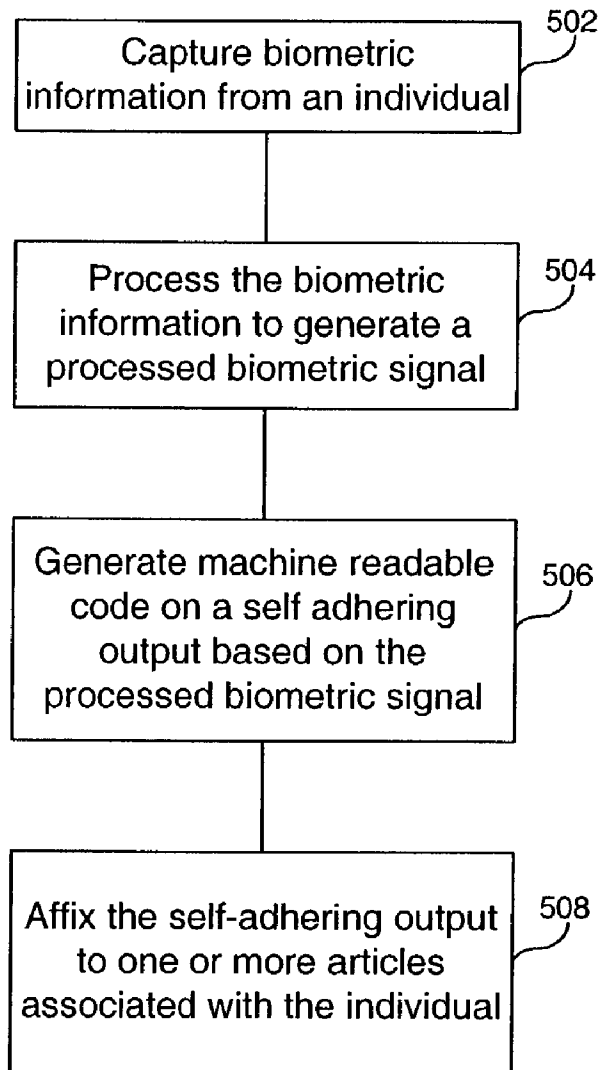 502
Capture biometric
information from an individual
504
Process the biometric
information to generate a
processed biometric signal
506
Generate machine readable
code on a self adhering
output based on the
processed biometric signal
508
Affix the self-adhering output
to one or more articles
associated with the individual